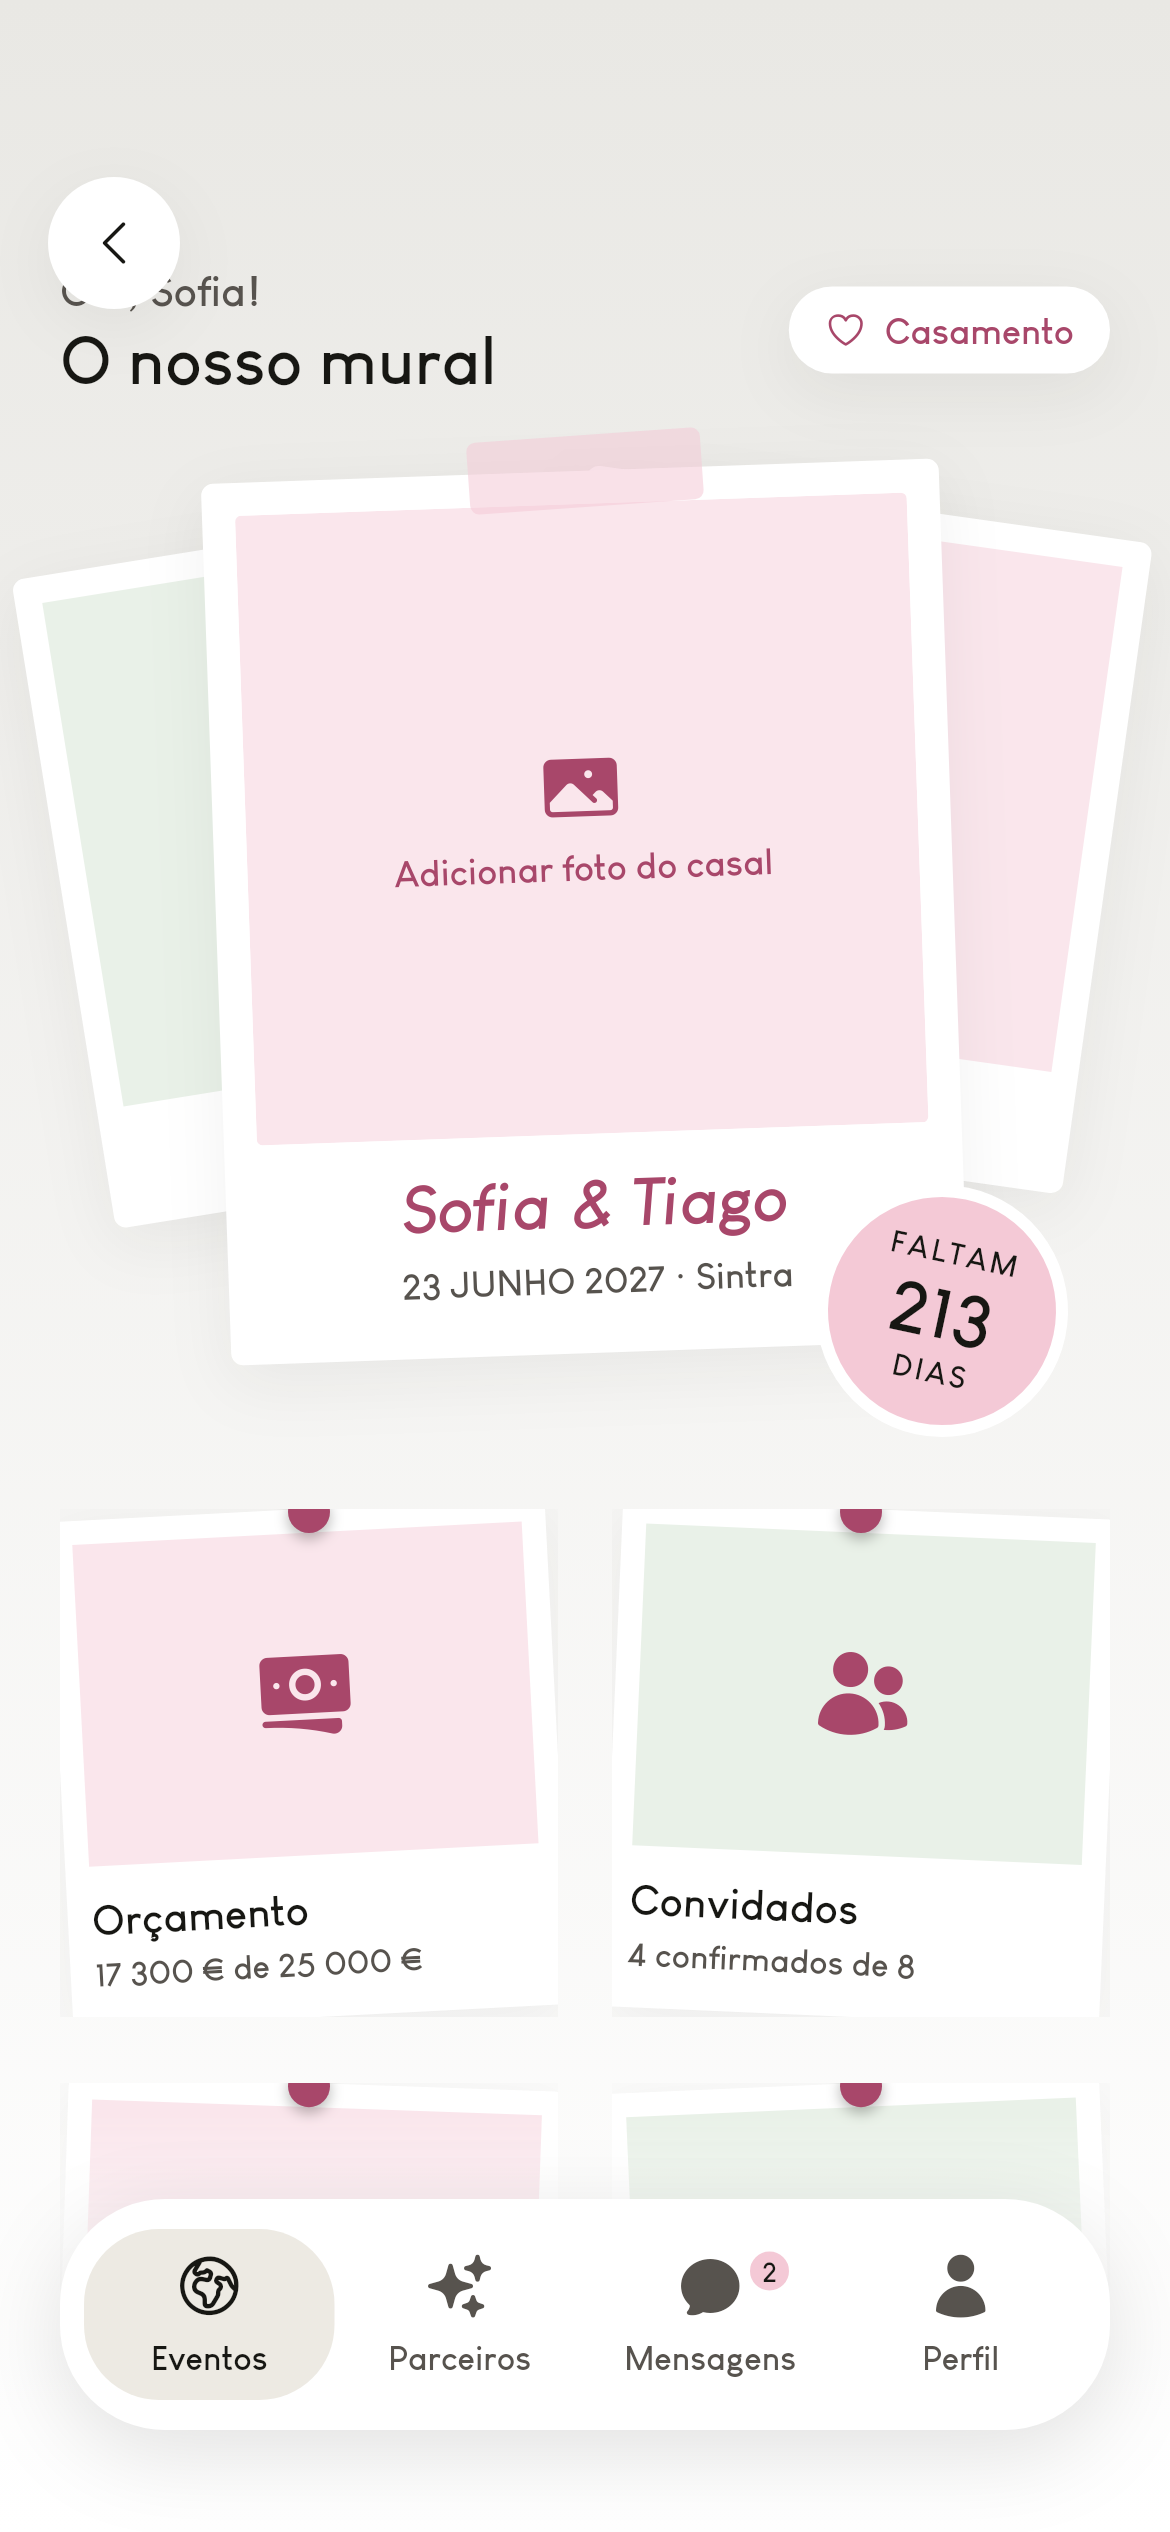 Sofia!
O nosso mural
Casamento
Adicionar foto do casal
Sofia & Tiago
23 JUNHO 2027 · Sintra
FALTAM
213
DIAS
Orçamento
17 300 € de 25 000 €
Convidados
4 confirmados de 8
Eventos
Parceiros
Mensagens
2
Perfil